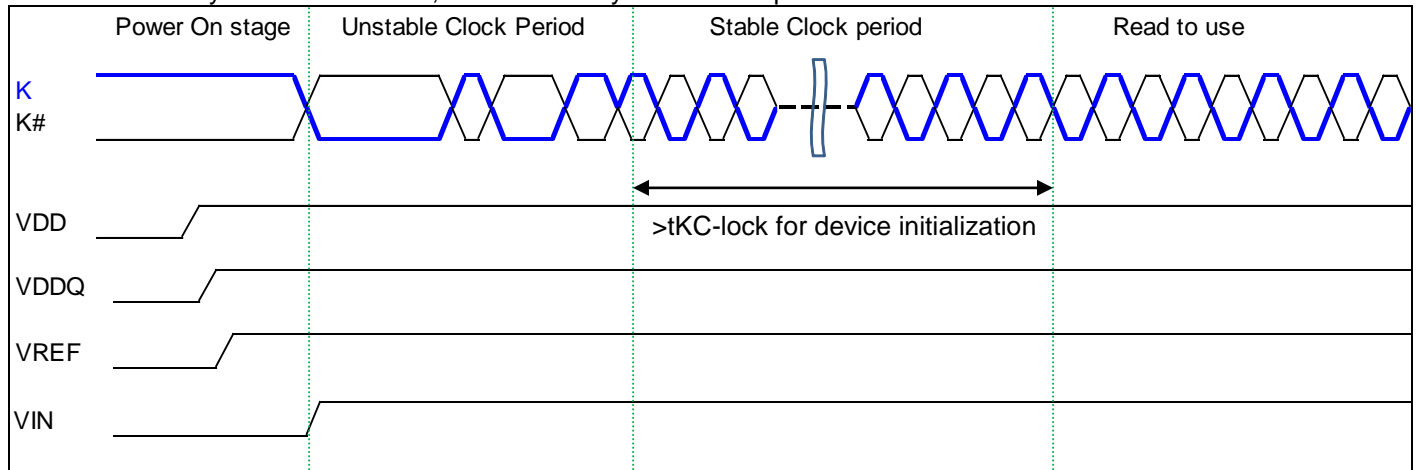 Power On stage Unstable Clock Period Stable Clock period Read to use
K
K#
>tKC-lock for device initialization
VDD
VDDQ
VREF
VIN